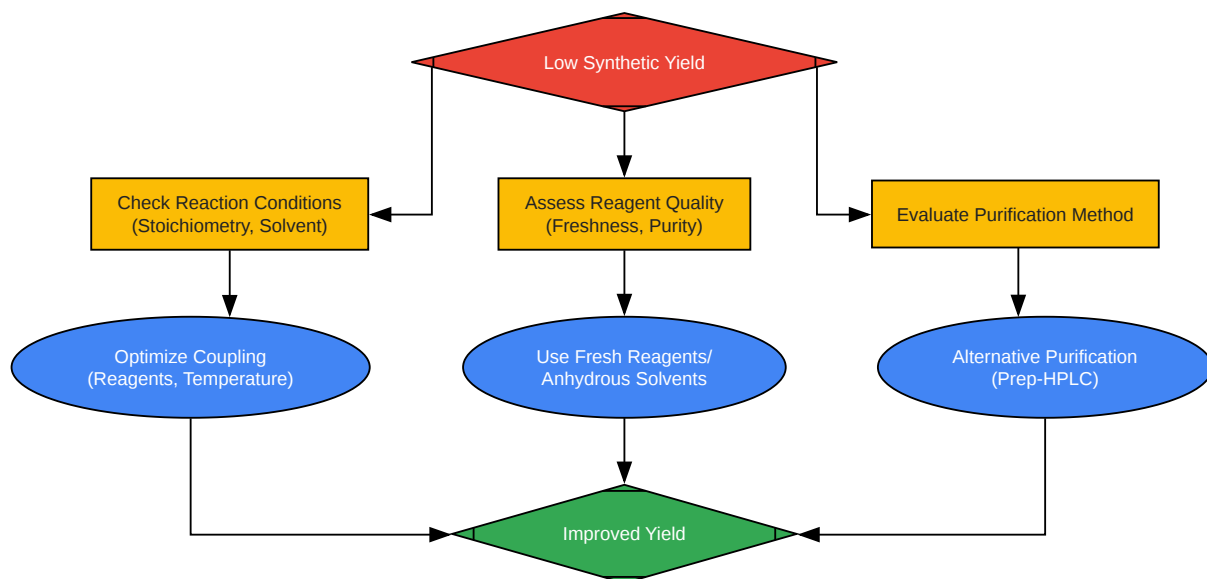 Low Synthetic Yield
Check Reaction Conditions
(Stoichiometry, Solvent)
Assess Reagent Quality
(Freshness, Purity)
Evaluate Purification Method
Optimize Coupling
(Reagents, Temperature)
Use Fresh Reagents/
Anhydrous Solvents
Alternative Purification
(Prep-HPLC)
Improved Yield